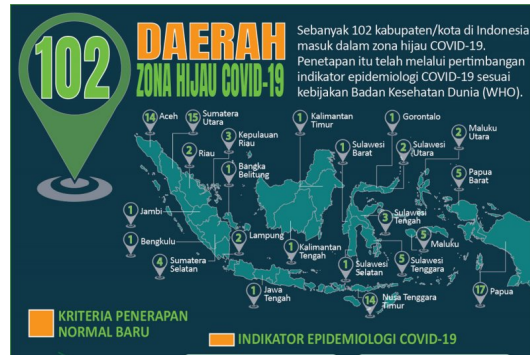 102
DAERAH
ZONA HIJAU COVID-19
Sebanyak 102 kabupaten/kota di Indonesia
masuk dalam zona hijau COVID-19.
Penetapan itu telah melalui pertimbangan
indikator epidemiologi COVID-19 sesuai
kebijakan Badan Kesehatan Dunia (WHO).
14 Aceh
15 Sumatera
Utara
3 Kepulauan
Riau
1 Kalimantan
Timur
1 Gorontalo
2 Riau
1 Bangka
Belitung
1 Sulawesi
Barat
2 Sulawesi
Utara
2 Maluku
Utara
5 Papua
Barat
1 Jambi
3 Sulawesi
Tengah
1 Bengkulu
2 Lampung
1 Kalimantan
Tengah
5 Maluku
4 Sumatera
Selatan
1 Sulawesi
Selatan
5 Sulawesi
Tenggara
1 Jawa
Tengah
14 Nusa Tenggara
Timur
17 Papua
KRITERIA PENERAPAN
NORMAL BARU
INDIKATOR EPIDEMIOLOGI COVID-19